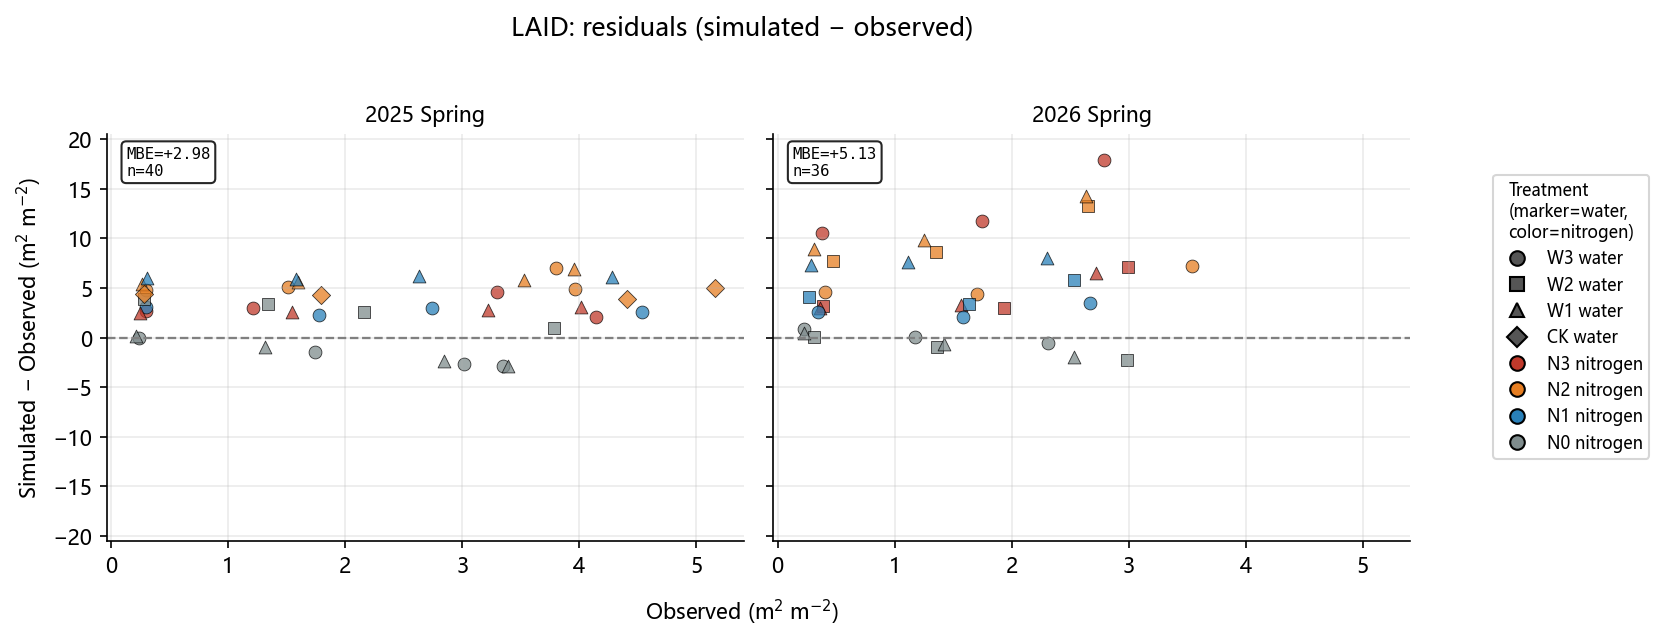 LAID: residuals (simulated − observed)
2025 Spring
2026 Spring
MBE=+2.98
n=40
MBE=+5.13
n=36
Simulated − Observed (m² m⁻²)
20
15
10
5
0
−5
−10
−15
−20
0 1 2 3 4 5
0 1 2 3 4 5
Observed (m² m⁻²)
Treatment
(marker=water,
color=nitrogen)
W3 water
W2 water
W1 water
CK water
N3 nitrogen
N2 nitrogen
N1 nitrogen
N0 nitrogen